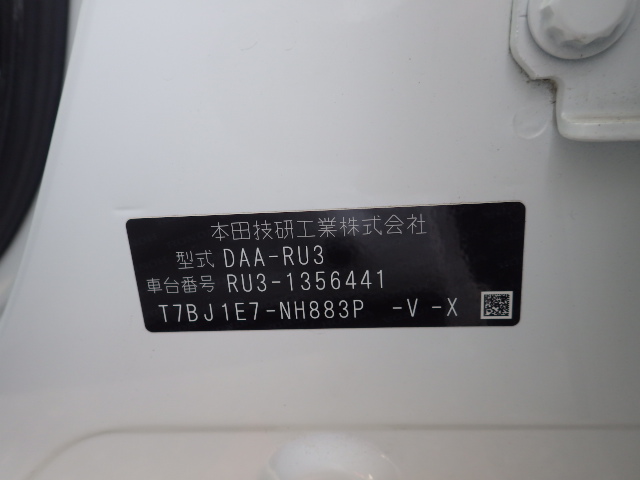 本田技研工業株式会社
型式 DAA-RU3
車台番号 RU3-1356441
T7BJ1E7-NH883P -V -X